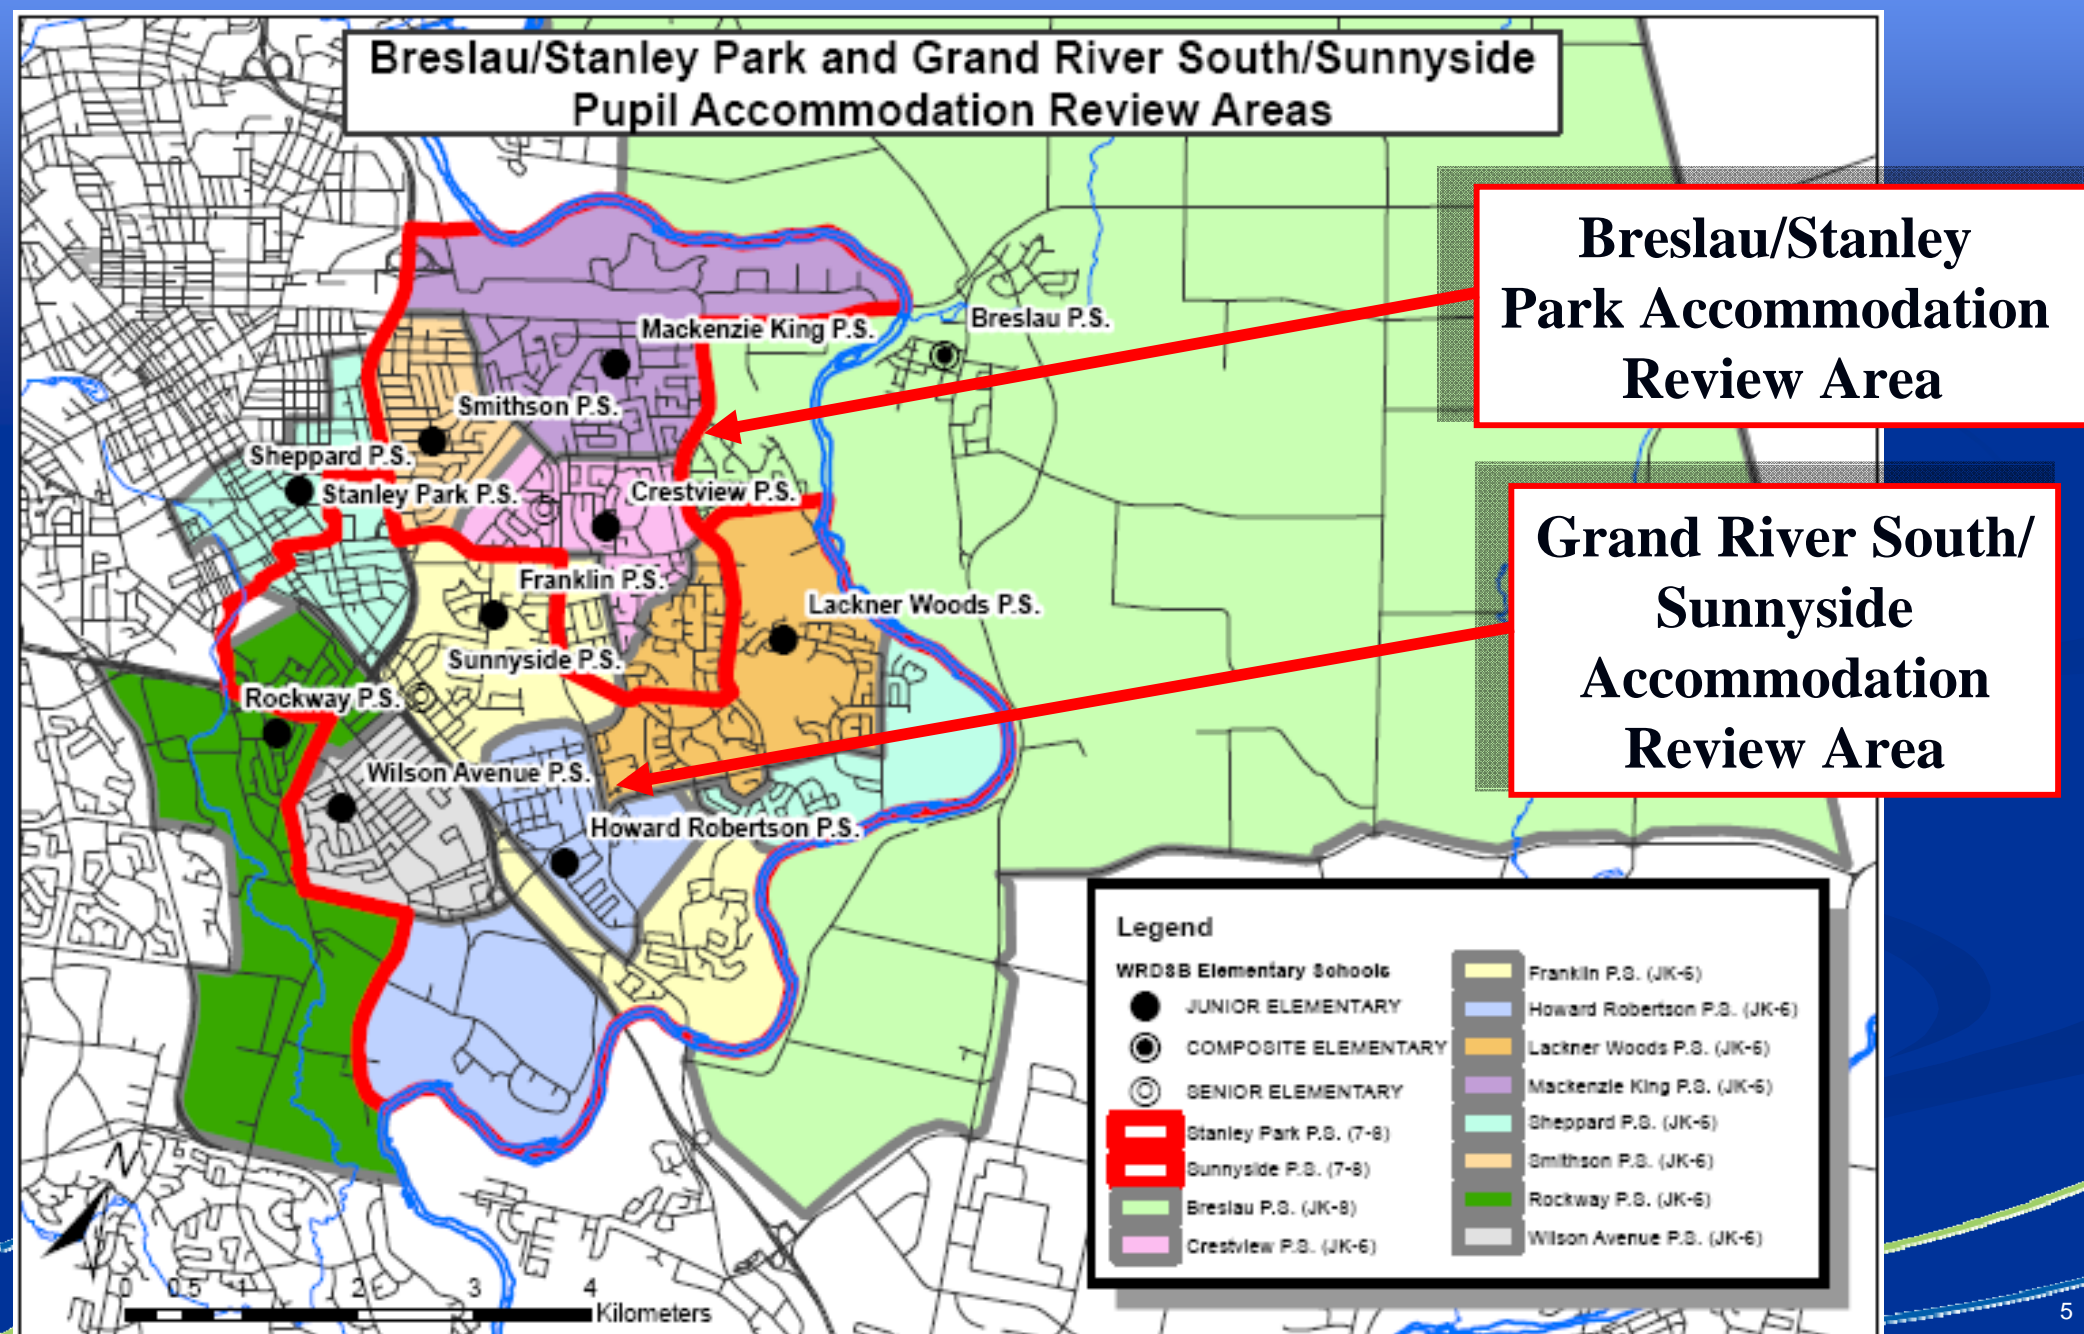 Breslau/Stanley Park and Grand River South/Sunnyside
Pupil Accommodation Review Areas
Breslau/Stanley
Park Accommodation
Review Area
Breslau P.S.
Mackenzie King P.S.
Smithson P.S.
Sheppard P.S.
Stanley Park P.S.
Crestview P.S.
Grand River South/
Sunnyside
Accommodation
Review Area
Franklin P.S.
Lackner Woods P.S.
Sunnyside P.S.
Rockway P.S.
Wilson Avenue P.S.
Howard Robertson P.S.
Legend
WRDSB Elementary Schools
JUNIOR ELEMENTARY
COMPOSITE ELEMENTARY
SENIOR ELEMENTARY
Stanley Park P.S. (7-8)
Sunnyside P.S. (7-8)
Breslau P.S. (JK-8)
Crestview P.S. (JK-6)
Franklin P.S. (JK-6)
Howard Robertson P.S. (JK-6)
Lackner Woods P.S. (JK-6)
Mackenzie King P.S. (JK-6)
Sheppard P.S. (JK-6)
Smithson P.S. (JK-6)
Rockway P.S. (JK-6)
Wilson Avenue P.S. (JK-6)
N
0 0.5 1 2 3 4
Kilometers
5